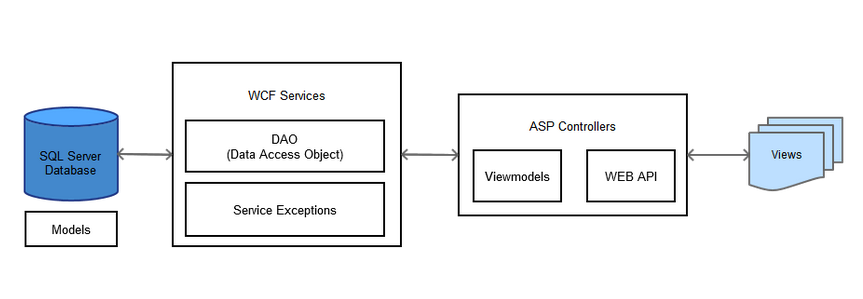 SQL Server
Database
Models
WCF Services
DAO
(Data Access Object)
Service Exceptions
ASP Controllers
Viewmodels
WEB API
Views